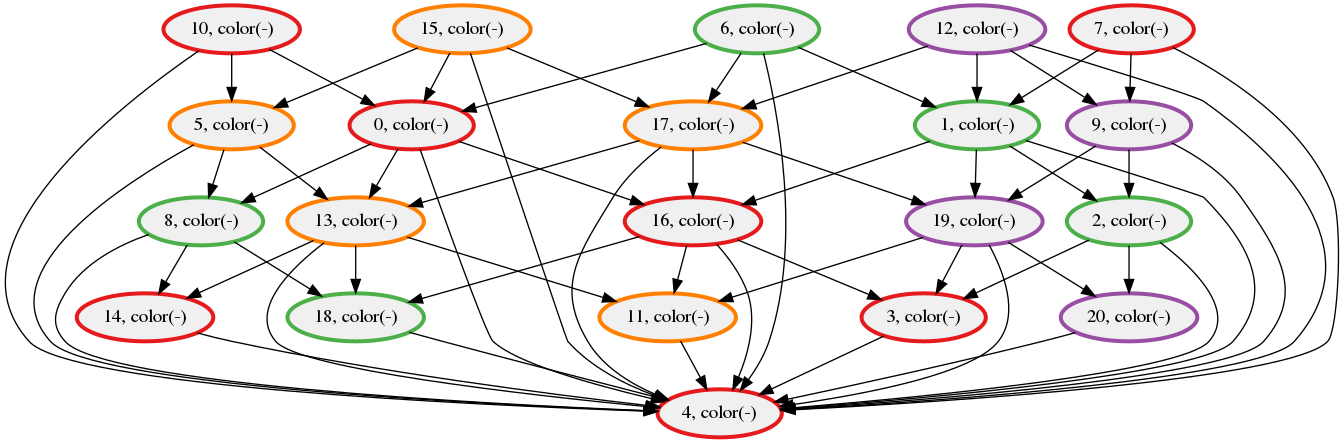 10, color(-)
15, color(-)
6, color(-)
12, color(-)
7, color(-)
5, color(-)
0, color(-)
17, color(-)
1, color(-)
9, color(-)
8, color(-)
13, color(-)
16, color(-)
19, color(-)
2, color(-)
14, color(-)
18, color(-)
11, color(-)
3, color(-)
20, color(-)
4, color(-)